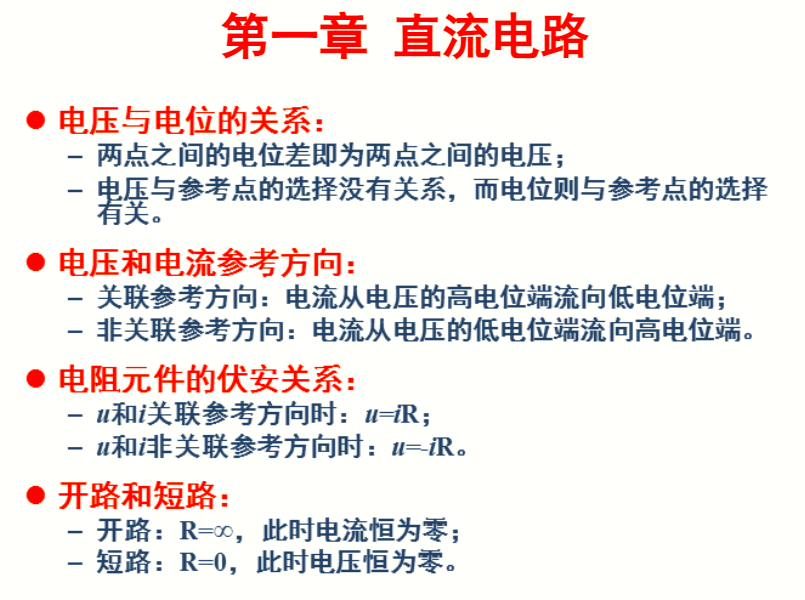 第一章 直流电路
● 电压与电位的关系：
– 两点之间的电位差即为两点之间的电压；
– 电压与参考点的选择没有关系，而电位则与参考点的选择
有关。
● 电压和电流参考方向：
– 关联参考方向：电流从电压的高电位端流向低电位端；
– 非关联参考方向：电流从电压的低电位端流向高电位端。
● 电阻元件的伏安关系：
– u和i关联参考方向时：u=iR；
– u和i非关联参考方向时：u=-iR。
● 开路和短路：
– 开路：R=∞，此时电流恒为零；
– 短路：R=0，此时电压恒为零。